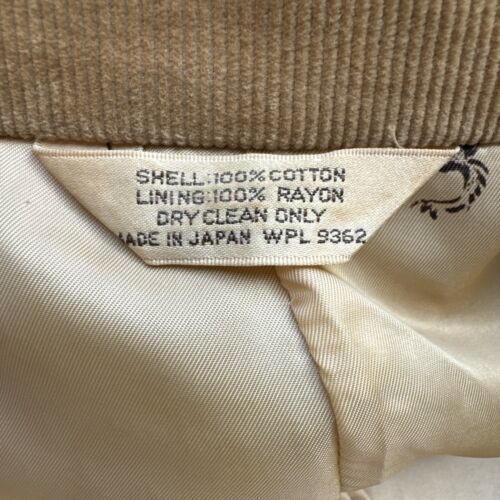 SHELL:100% COTTON
LINING:100% RAYON
DRY CLEAN ONLY
MADE IN JAPAN WPL 9362